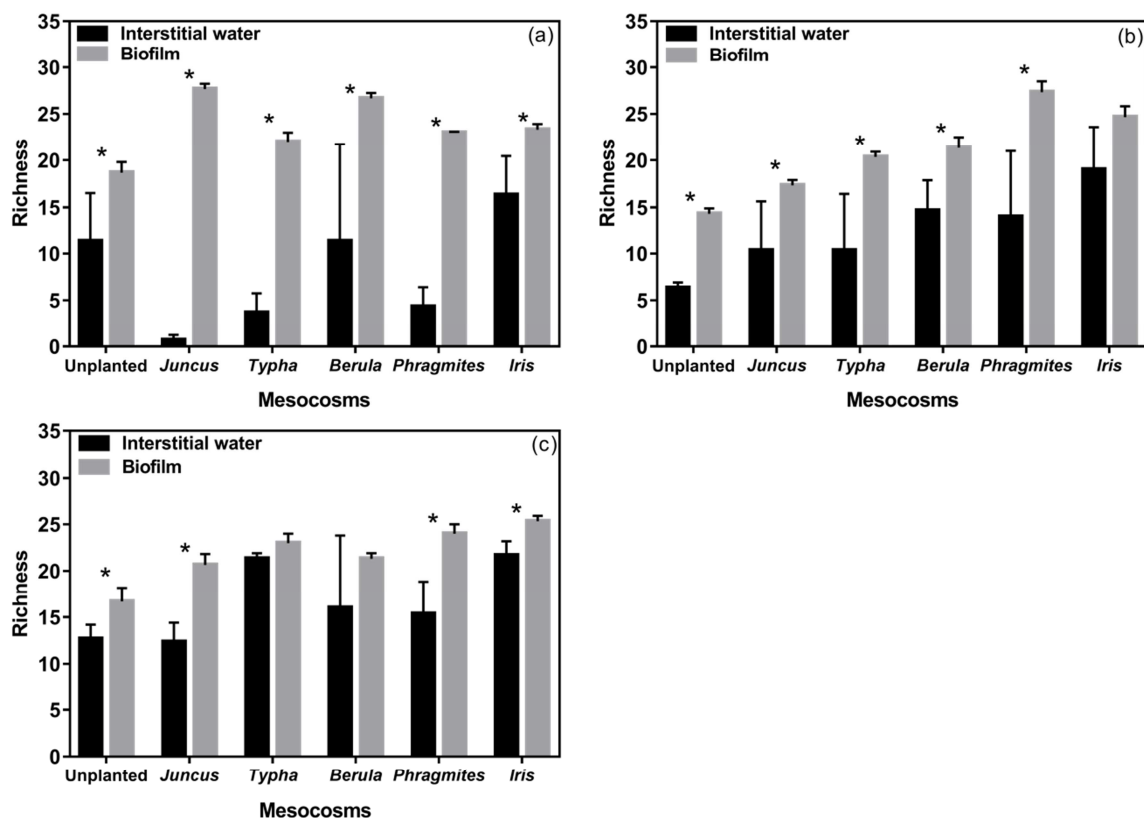 (a)
Interstitial water
Biofilm
Richness
35
30
25
20
15
10
5
0
* * * * * *
Unplanted Juncus Typha Berula Phragmites Iris
Mesocosms
(b)
Interstitial water
Biofilm
Richness
35
30
25
20
15
10
5
0
* * * * *
Unplanted Juncus Typha Berula Phragmites Iris
Mesocosms
(c)
Interstitial water
Biofilm
Richness
35
30
25
20
15
10
5
0
* * * *
Unplanted Juncus Typha Berula Phragmites Iris
Mesocosms